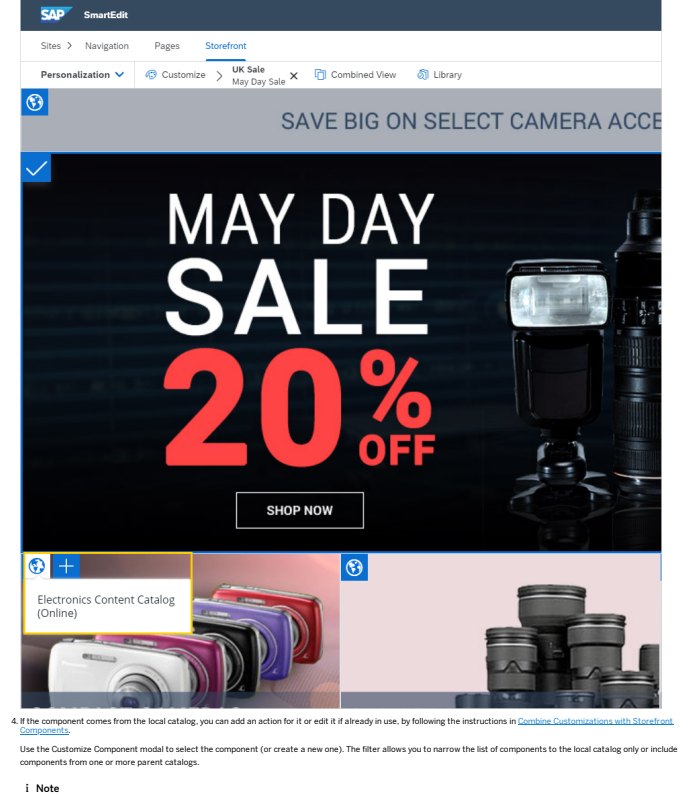 SAP SmartEdit
Sites > Navigation Pages Storefront
Personalization Customize > UK Sale May Day Sale X Combined View Library
SAVE BIG ON SELECT CAMERA ACCE
MAY DAY
SALE
20%
OFF
SHOP NOW
Electronics Content Catalog
(Online)
4. If the component comes from the local catalog, you can add an action for it or edit it if already in use, by following the instructions in Combine Customizations with Storefront
Components.
Use the Customize Component modal to select the component (or create a new one). The filter allows you to narrow the list of components to the local catalog only or include
components from one or more parent catalogs.
i Note